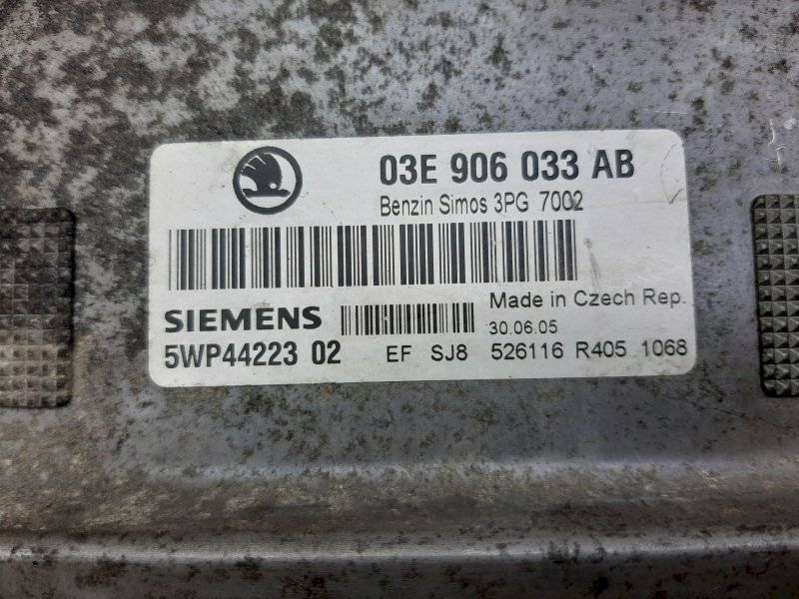 03E 906 033 AB
Benzin Simos 3PG 7002
Made in Czech Rep.
SIEMENS
30.06.05
5WP44223 02 EF SJ8 526116 R405 1068